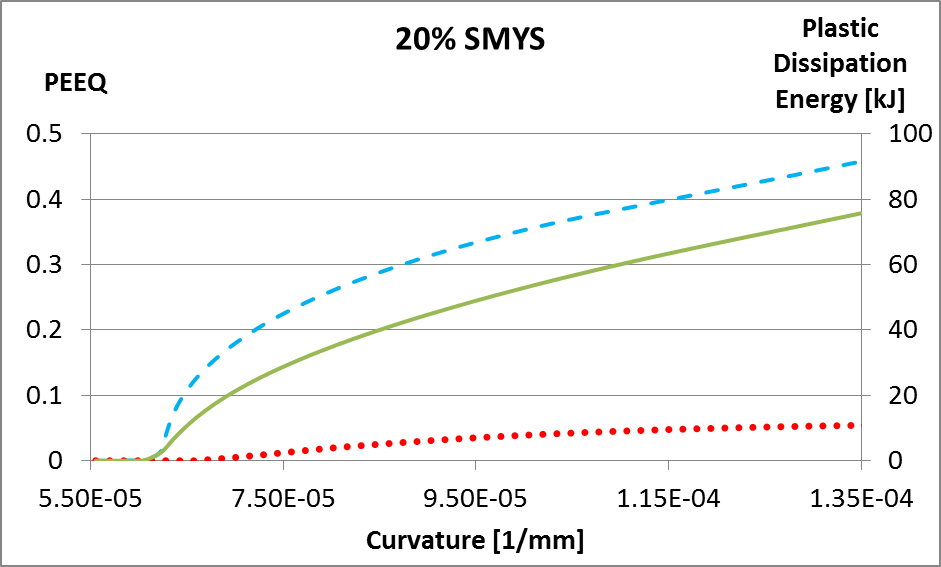 20% SMYS
PEEQ
Plastic
Dissipation
Energy [kJ]
0.5
0.4
0.3
0.2
0.1
0
100
80
60
40
20
0
5.50E-05
7.50E-05
9.50E-05
1.15E-04
1.35E-04
Curvature [1/mm]